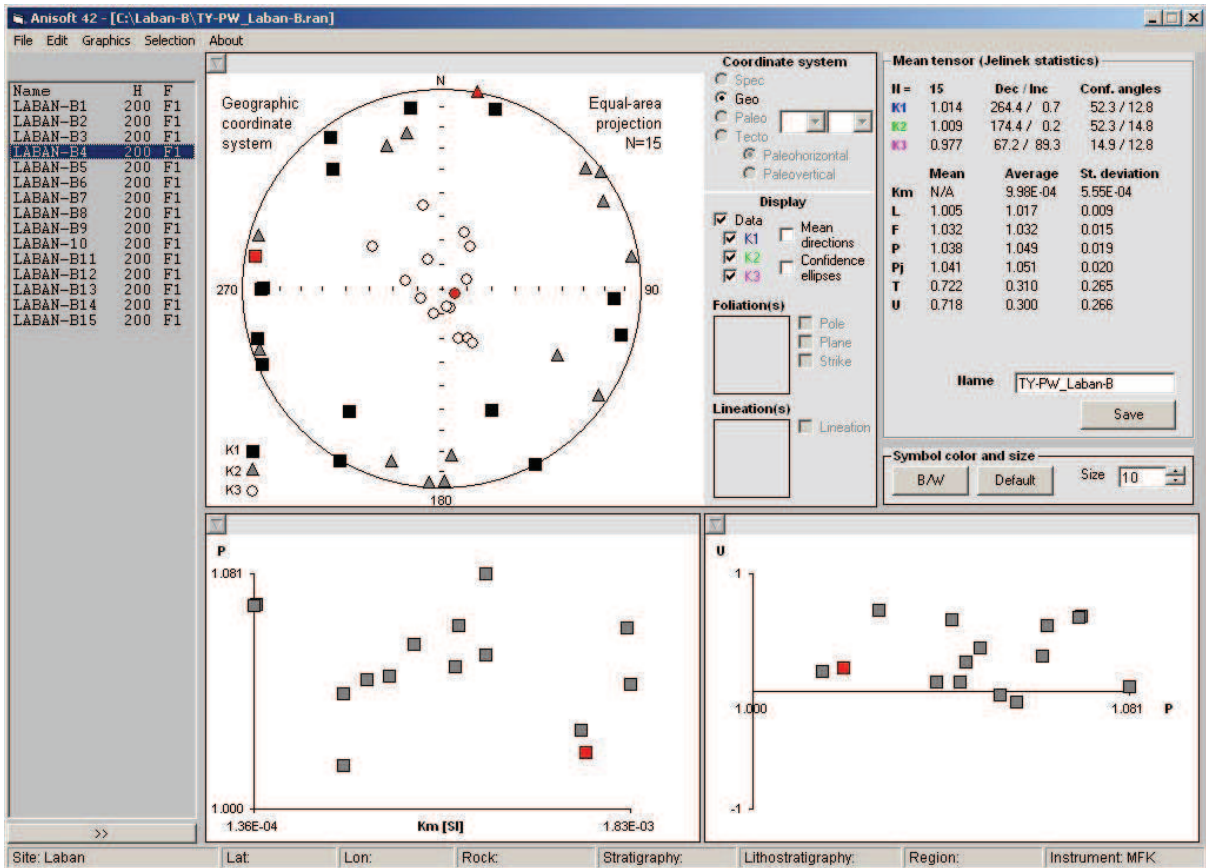 Anisoft 42 - [C:\Laban-B\TY-PW_Laban-B.ran]
File Edit Graphics Selection About
Name H F
LABAN-B1 200 F1
LABAN-B2 200 F1
LABAN-B3 200 F1
LABAN-B4 200 F1
LABAN-B5 200 F1
LABAN-B6 200 F1
LABAN-B7 200 F1
LABAN-B8 200 F1
LABAN-B9 200 F1
LABAN-10 200 F1
LABAN-B11 200 F1
LABAN-B12 200 F1
LABAN-B13 200 F1
LABAN-B14 200 F1
LABAN-B15 200 F1
>>
Geographic
coordinate
system
N
Equal-area
projection
N=15
270
90
180
K1
K2
K3
Coordinate system
Spec
Geo
Paleo
Tecto
Paleohorizontal
Paleovertical
Display
Data
K1
K2
K3
Mean
directions
Confidence
ellipses
Foliation(s)
Pole
Plane
Strike
Lineation(s)
Lineation
Mean tensor (Jelinek statistics)
N = 15 Dec / Inc Conf. angles
K1 1.014 264.4 / 0.7 52.3 / 12.8
K2 1.009 174.4 / 0.2 52.3 / 14.8
K3 0.977 67.2 / 89.3 14.9 / 12.8
Mean Average St. deviation
Km N/A 9.98E-04 5.55E-04
L 1.005 1.017 0.009
F 1.032 1.032 0.015
P 1.038 1.049 0.019
Pj 1.041 1.051 0.020
T 0.722 0.310 0.265
U 0.718 0.300 0.266
Name TY-PW_Laban-B
Save
Symbol color and size
B/W Default Size 10
P
1.081
1.000
1.36E-04 Km [SI] 1.83E-03
U
1
1.000 1.081 P
-1
Site: Laban Lat: Lon: Rock: Stratigraphy: Lithostratigraphy: Region: Instrument: MFK